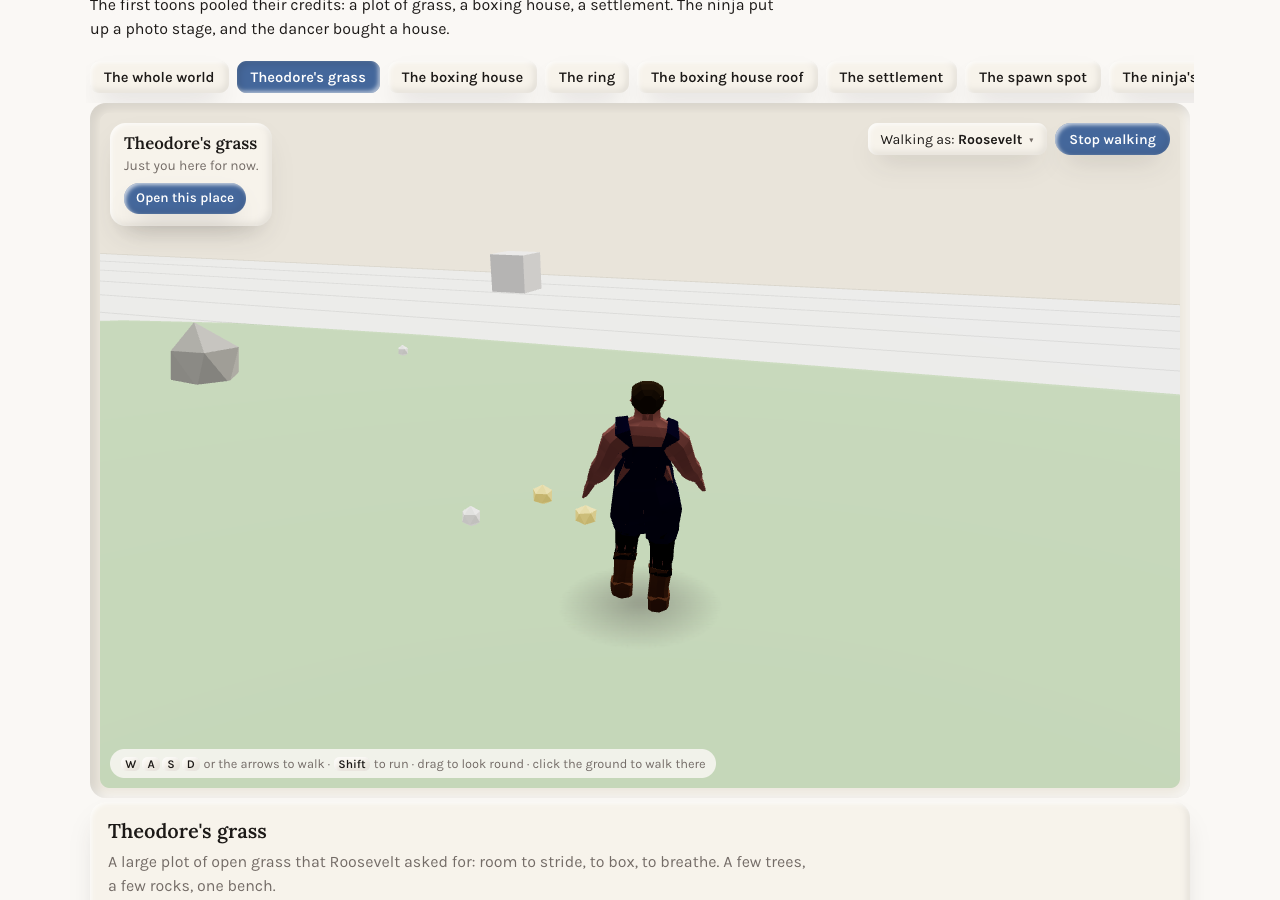 The first toons pooled their credits: a plot of grass, a boxing house, a settlement. The ninja put
up a photo stage, and the dancer bought a house.
The whole world
Theodore's grass
The boxing house
The ring
The boxing house roof
The settlement
The spawn spot
The ninja's
Theodore's grass
Just you here for now.
Open this place
Walking as: Roosevelt
Stop walking
W A S D or the arrows to walk · Shift to run · drag to look round · click the ground to walk there
Theodore's grass
A large plot of open grass that Roosevelt asked for: room to stride, to box, to breathe. A few trees,
a few rocks, one bench.